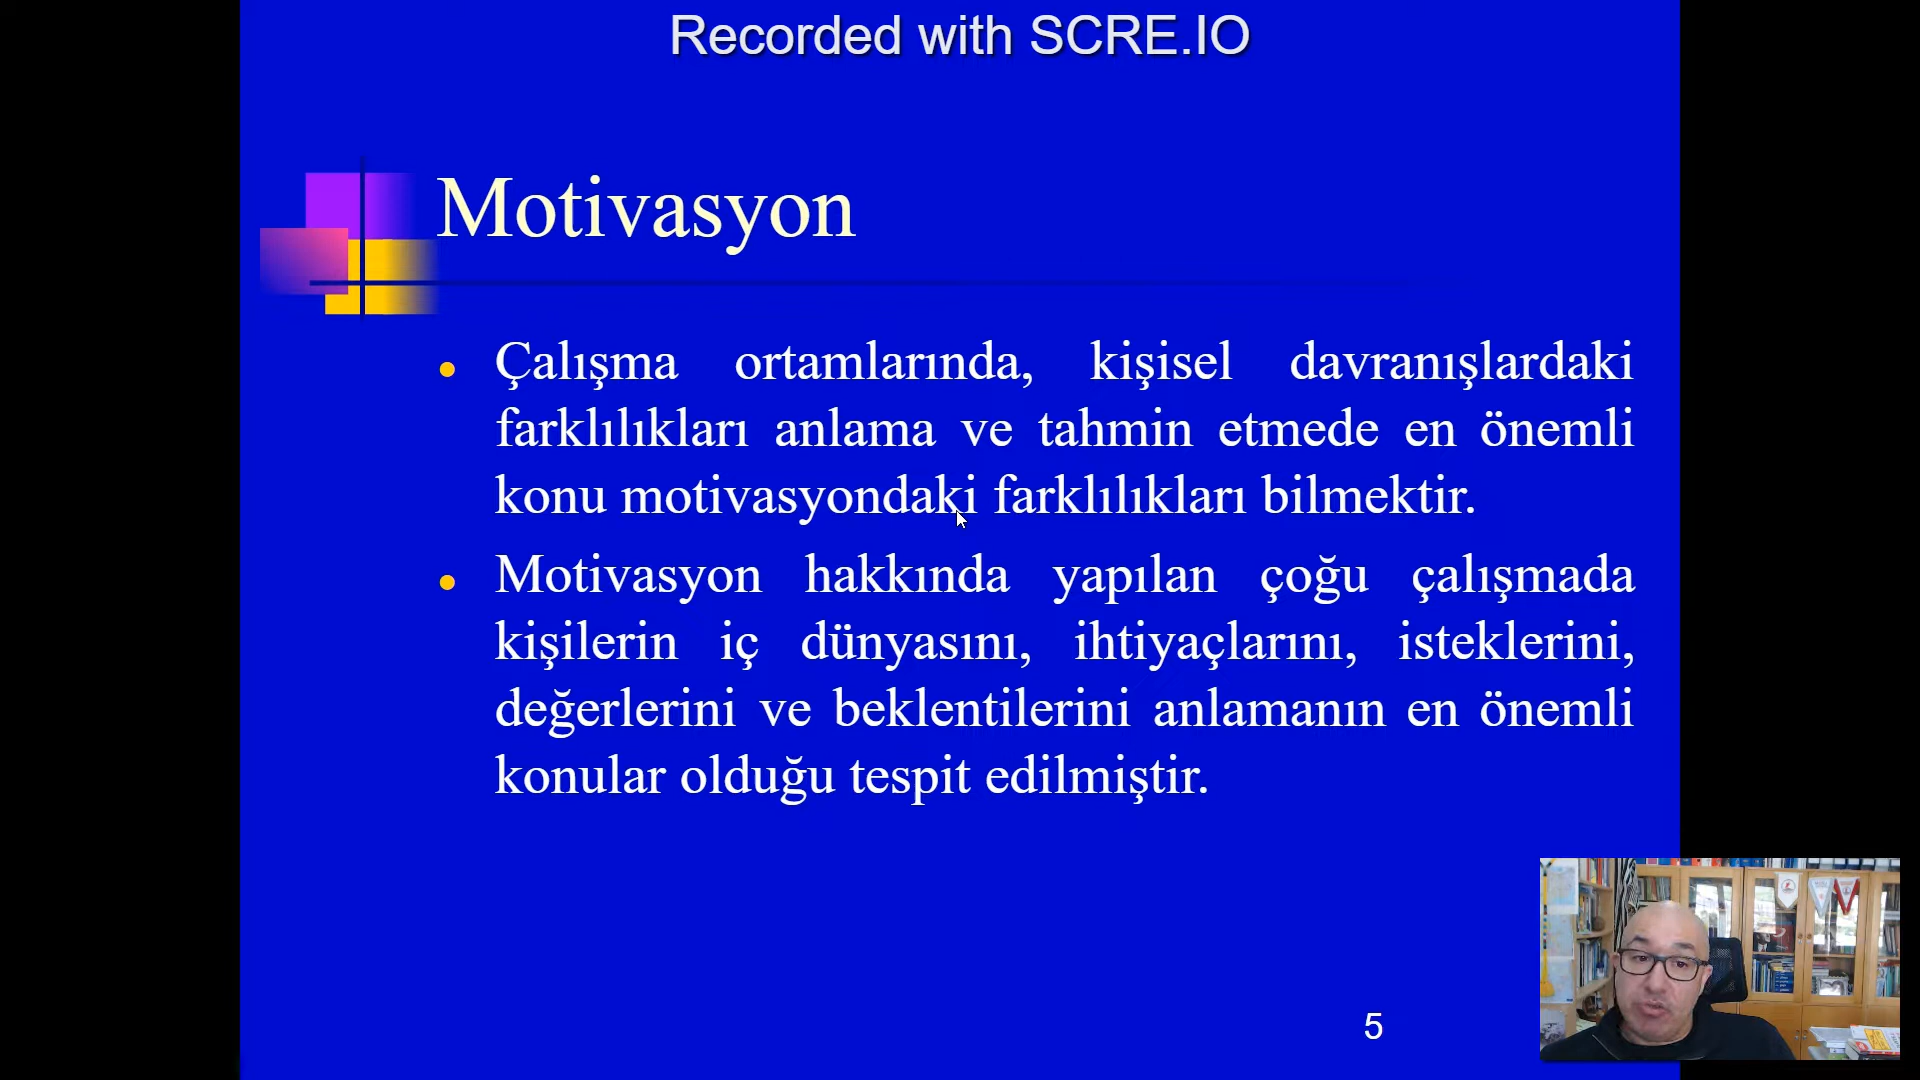 Recorded with SCRE.IO
Motivasyon
• Çalışma ortamlarında, kişisel davranışlardaki
farklılıkları anlama ve tahmin etmede en önemli
konu motivasyondaki farklılıkları bilmektir.
• Motivasyon hakkında yapılan çoğu çalışmada
kişilerin iç dünyasını, ihtiyaçlarını, isteklerini,
değerlerini ve beklentilerini anlamanın en önemli
konular olduğu tespit edilmiştir.
5